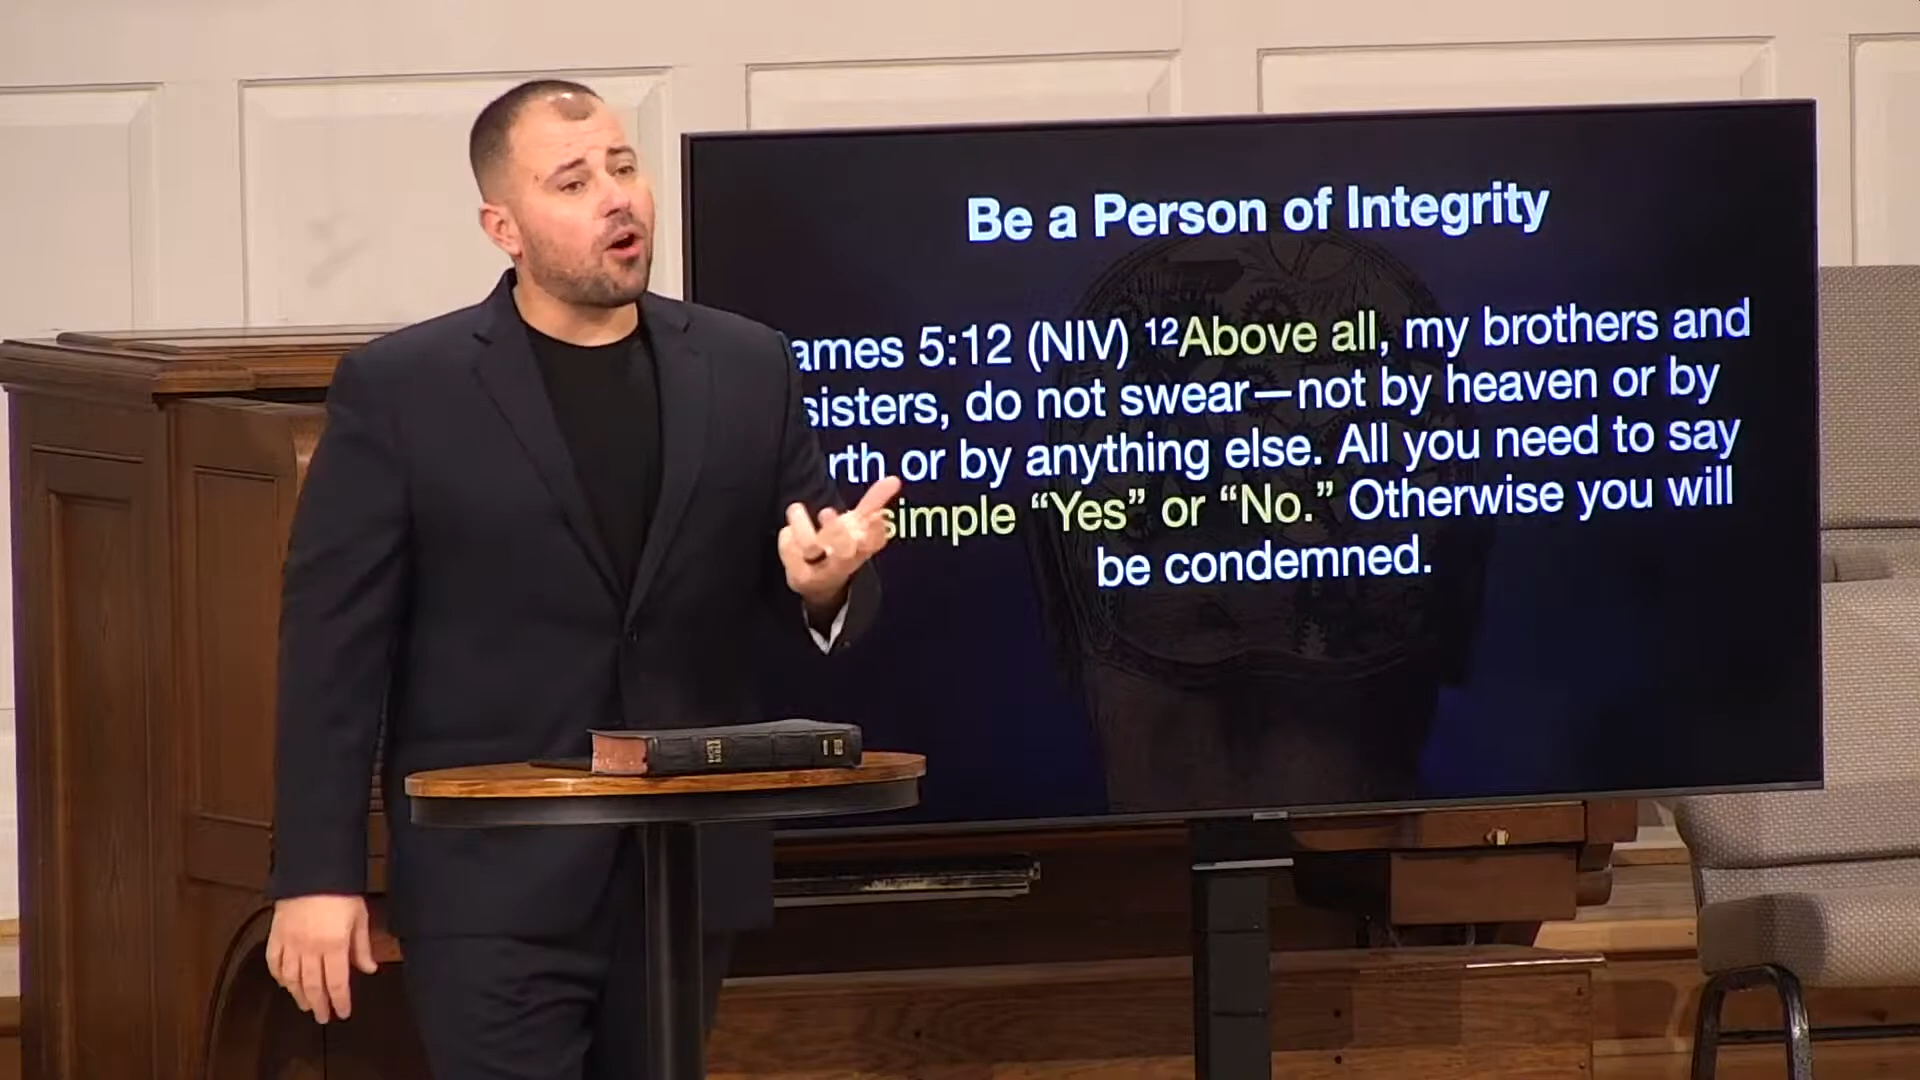 Be a Person of Integrity
ames 5:12 (NIV) ¹²Above all, my brothers and
sisters, do not swear—not by heaven or by
rth or by anything else. All you need to say
simple “Yes” or “No.” Otherwise you will
be condemned.
HOLY BIBLE